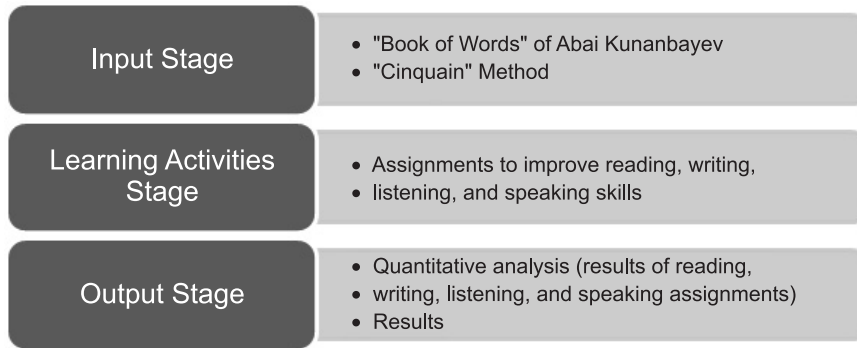 Input Stage
• "Book of Words" of Abai Kunanbayev
• "Cinquain" Method
Learning Activities
Stage
• Assignments to improve reading, writing,
• listening, and speaking skills
Output Stage
• Quantitative analysis (results of reading,
• writing, listening, and speaking assignments)
• Results